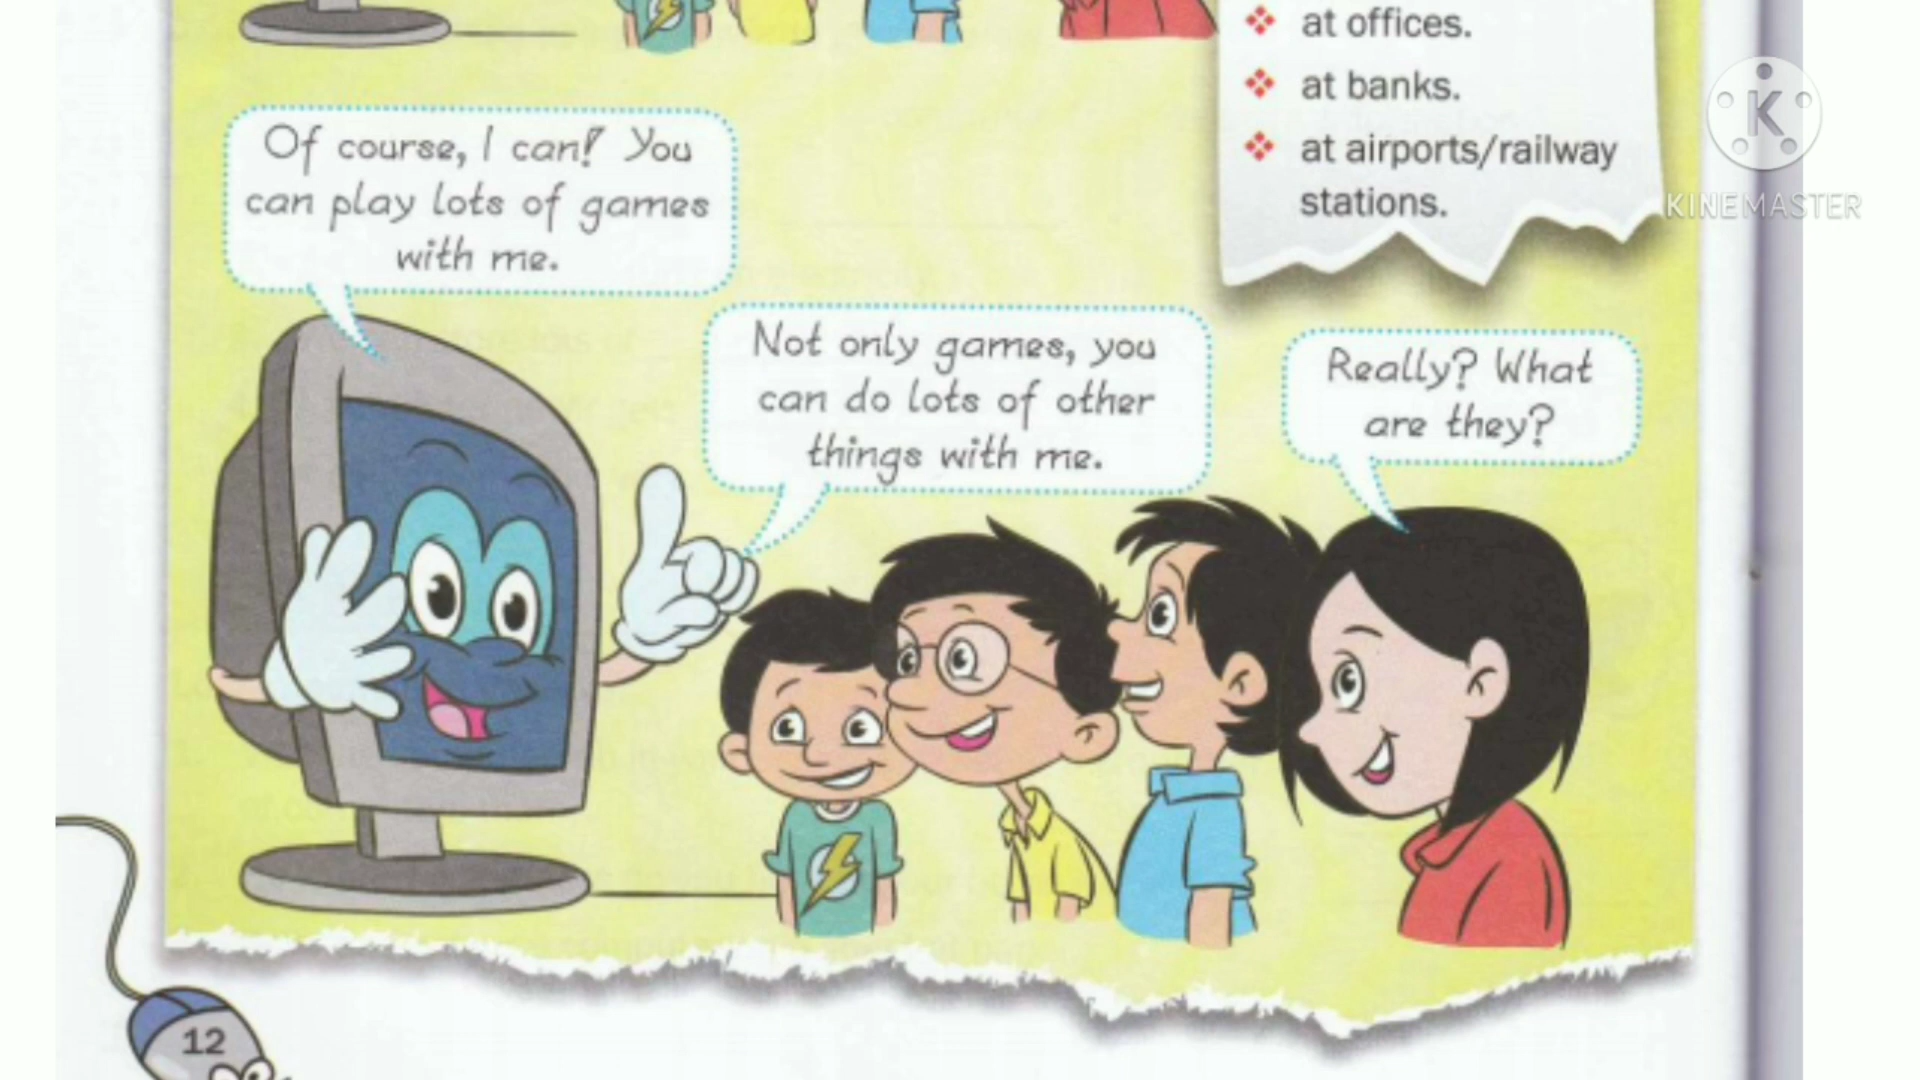 at offices.
at banks.
at airports/railway
stations.
K
KINEMASTER
Of course, I can! You
can play lots of games
with me.
Not only games, you
can do lots of other
things with me.
Really? What
are they?
12